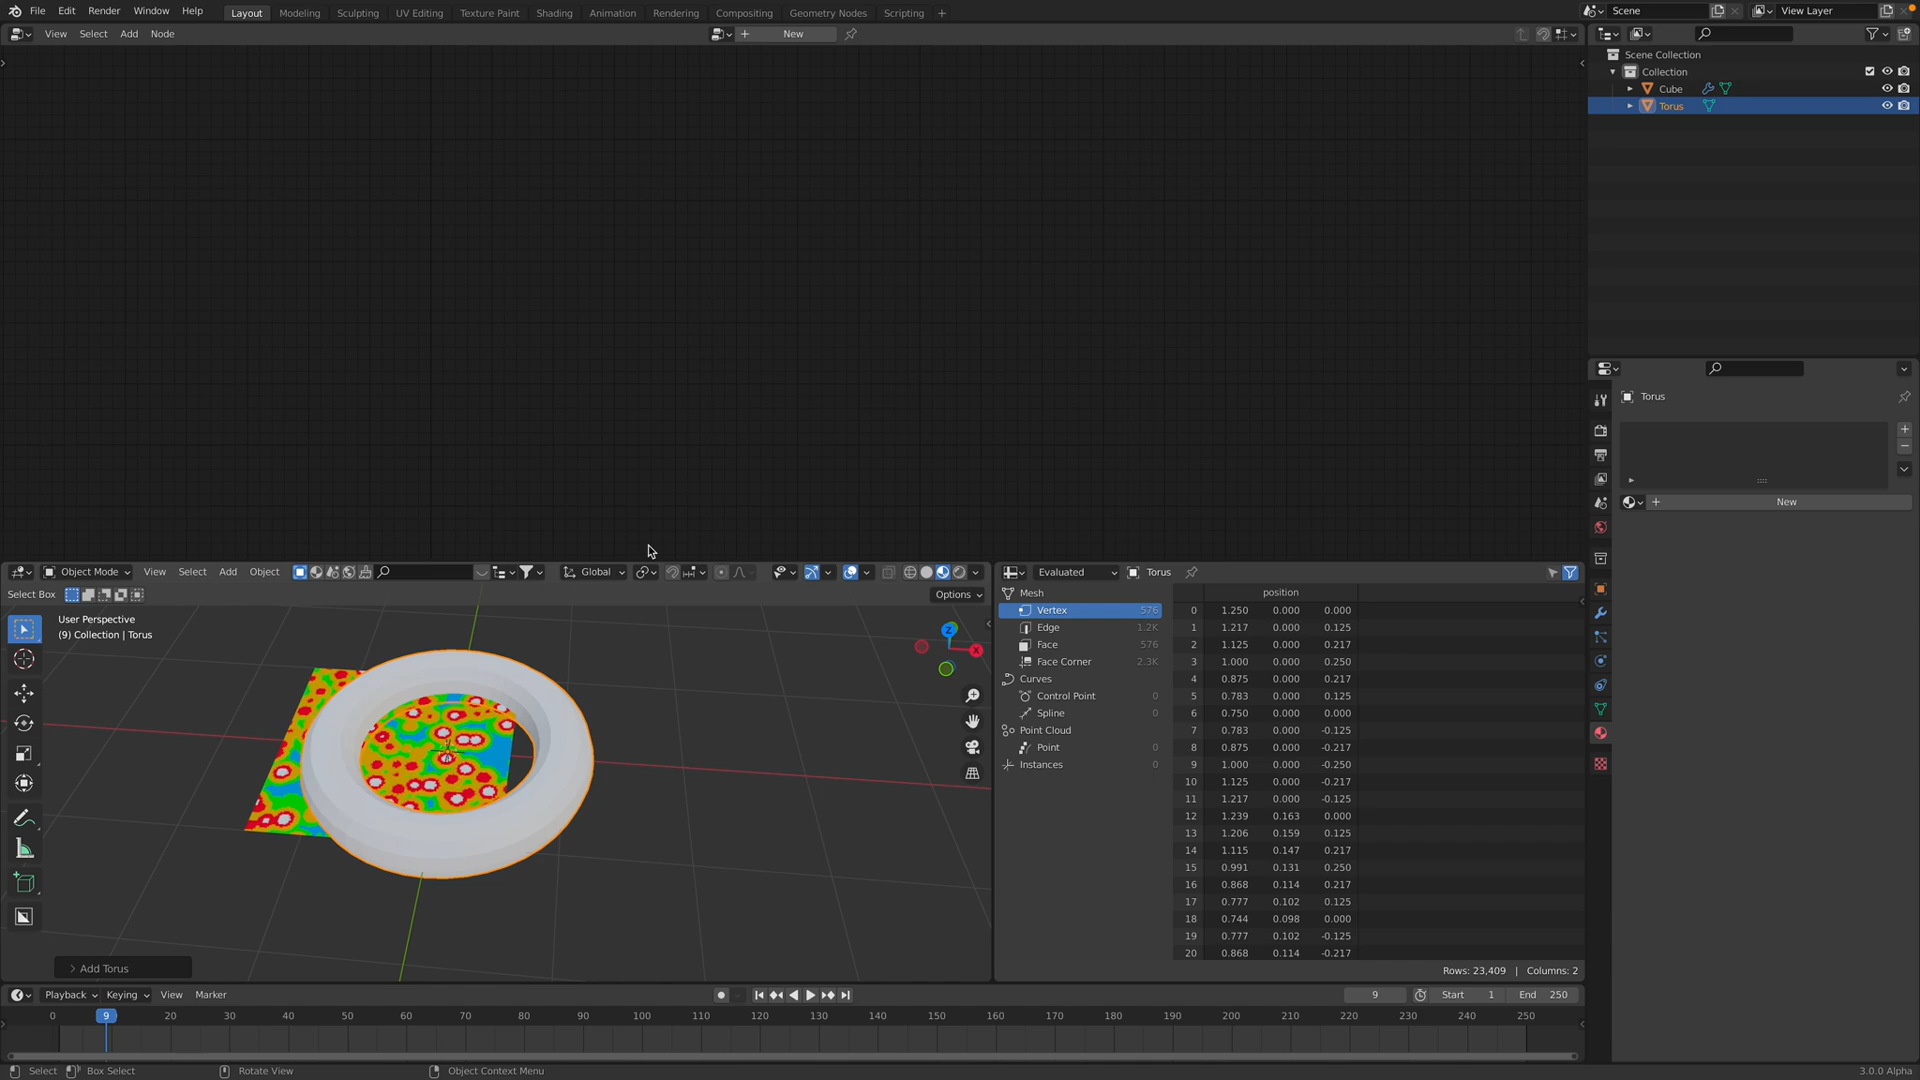 File Edit Render Window Help Layout Modeling Sculpting UV Editing Texture Paint Shading Animation Rendering Compositing Geometry Nodes Scripting + Scene View Layer
View Select Add Node New
Scene Collection
Collection
Cube
Torus
Torus
New
Object Mode View Select Add Object Global
Select Box Options
User Perspective
(9) Collection | Torus
Z
X
Add Torus
Evaluated Torus
Mesh
Vertex 576
Edge 1.2K
Face 576
Face Corner 2.3K
Curves
Control Point 0
Spline 0
Point Cloud
Point 0
Instances 0
position
0 1.250 0.000 0.000
1 1.217 0.000 0.125
2 1.125 0.000 0.217
3 1.000 0.000 0.250
4 0.875 0.000 0.217
5 0.783 0.000 0.125
6 0.750 0.000 0.000
7 0.783 0.000 -0.125
8 0.875 0.000 -0.217
9 1.000 0.000 -0.250
10 1.125 0.000 -0.217
11 1.217 0.000 -0.125
12 1.239 0.163 0.000
13 1.206 0.159 0.125
14 1.115 0.147 0.217
15 0.991 0.131 0.250
16 0.868 0.114 0.217
17 0.777 0.102 0.125
18 0.744 0.098 0.000
19 0.777 0.102 -0.125
20 0.868 0.114 -0.217
Rows: 23,409 | Columns: 2
Playback Keying View Marker 9 Start 1 End 250
0 9 20 30 40 50 60 70 80 90 100 110 120 130 140 150 160 170 180 190 200 210 220 230 240 250
Select Box Select Rotate View Object Context Menu 3.0.0 Alpha